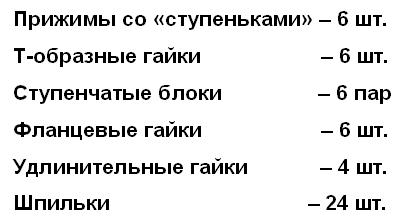 Прижимы со «ступеньками» – 6 шт.
Т-образные гайки – 6 шт.
Ступенчатые блоки – 6 пар
Фланцевые гайки – 6 шт.
Удлинительные гайки – 4 шт.
Шпильки – 24 шт.